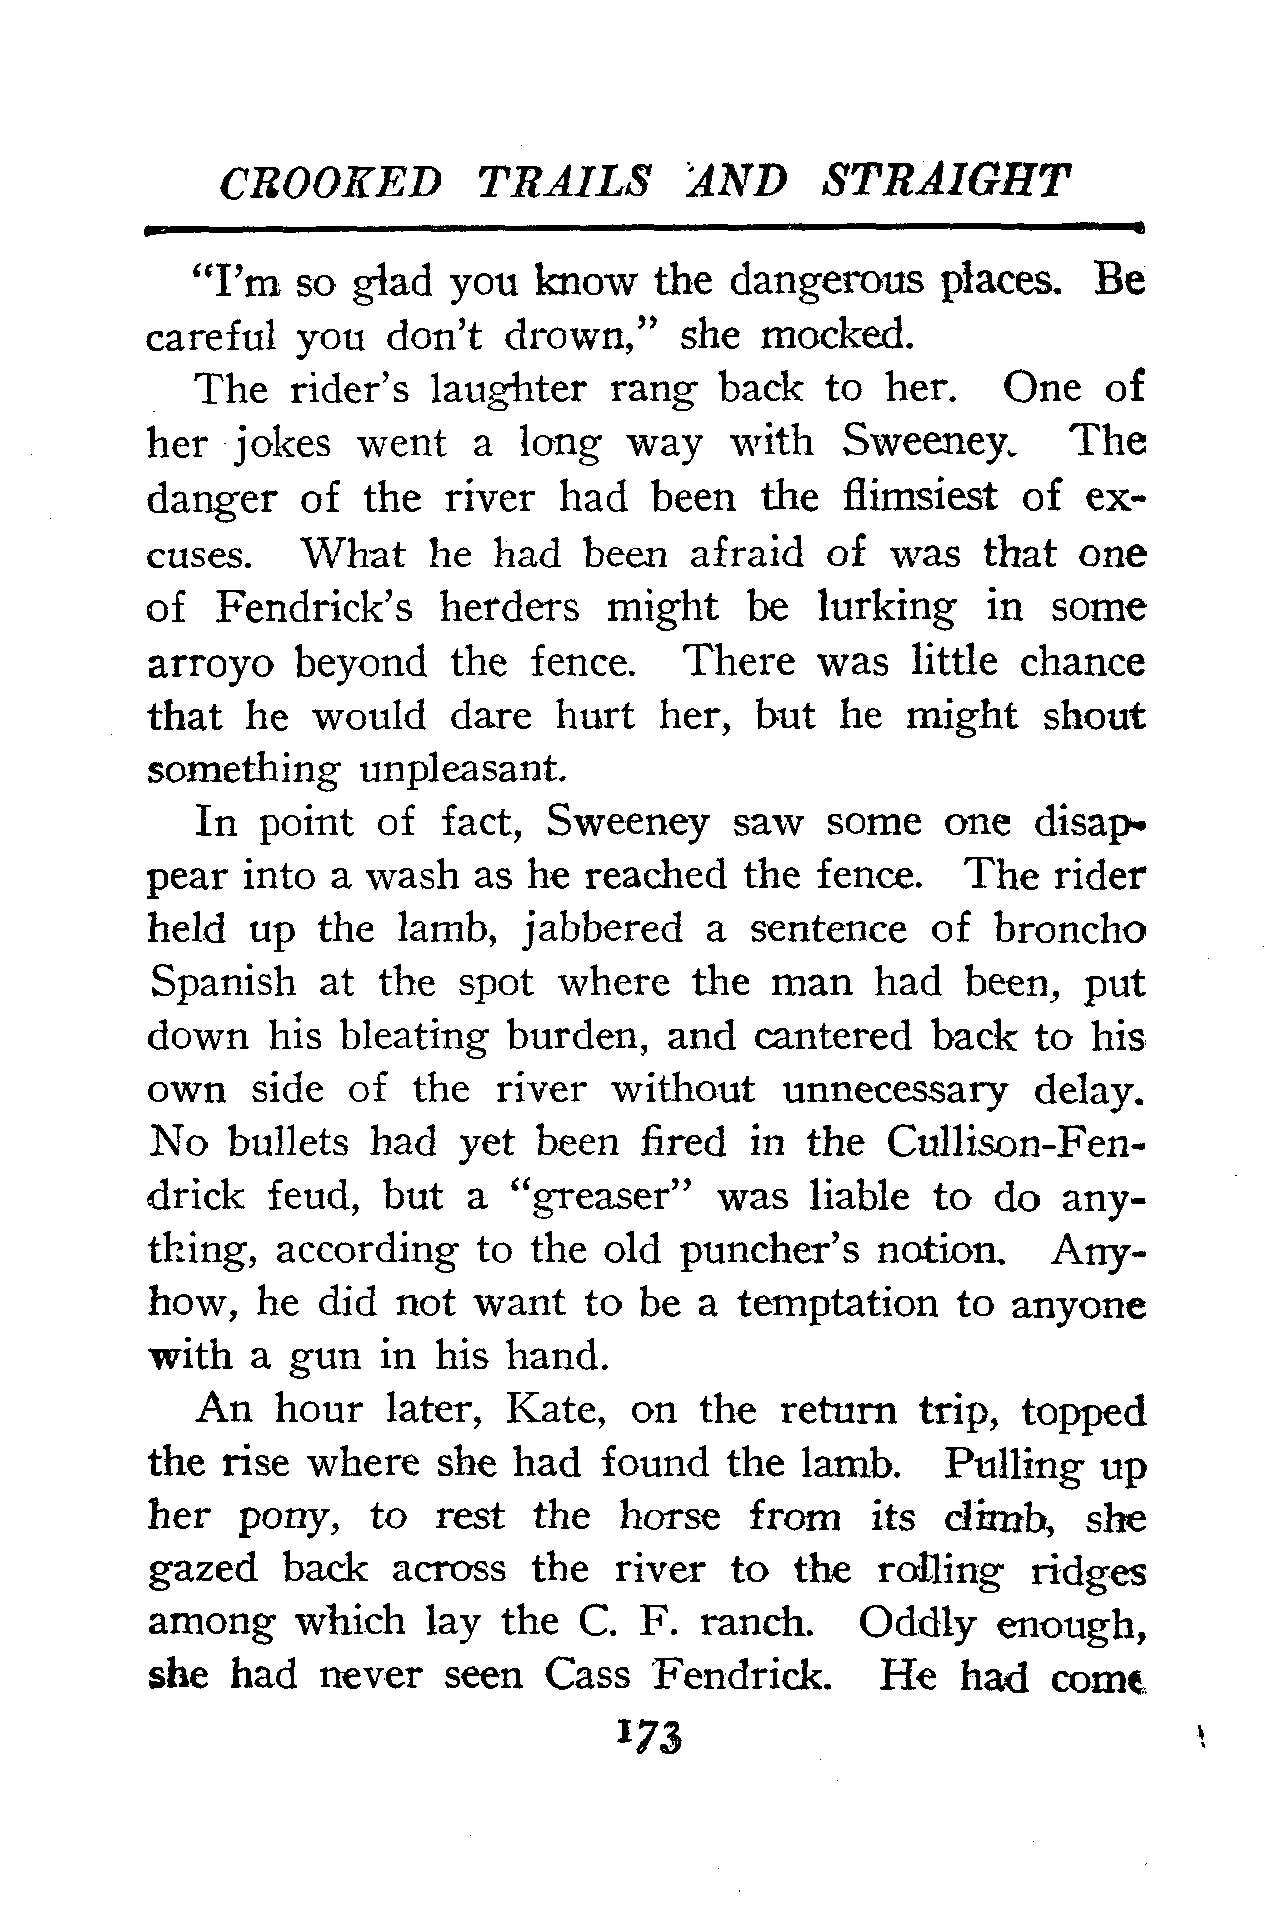 CROOKED TRAILS AND STRAIGHT
"I'm so glad you know the dangerous places. Be
careful you don't drown," she mocked.
The rider's laughter rang back to her. One of
her jokes went a long way with Sweeney. The
danger of the river had been the flimsiest of ex-
cuses. What he had been afraid of was that one
of Fendrick's herders might be lurking in some
arroyo beyond the fence. There was little chance
that he would dare hurt her, but he might shout
something unpleasant.
In point of fact, Sweeney saw some one disap-
pear into a wash as he reached the fence. The rider
held up the lamb, jabbered a sentence of broncho
Spanish at the spot where the man had been, put
down his bleating burden, and cantered back to his
own side of the river without unnecessary delay.
No bullets had yet been fired in the Cullison-Fen-
drick feud, but a "greaser" was liable to do any-
thing, according to the old puncher's notion. Any-
how, he did not want to be a temptation to anyone
with a gun in his hand.
An hour later, Kate, on the return trip, topped
the rise where she had found the lamb. Pulling up
her pony, to rest the horse from its climb, she
gazed back across the river to the rolling ridges
among which lay the C. F. ranch. Oddly enough,
she had never seen Cass Fendrick. He had come
173